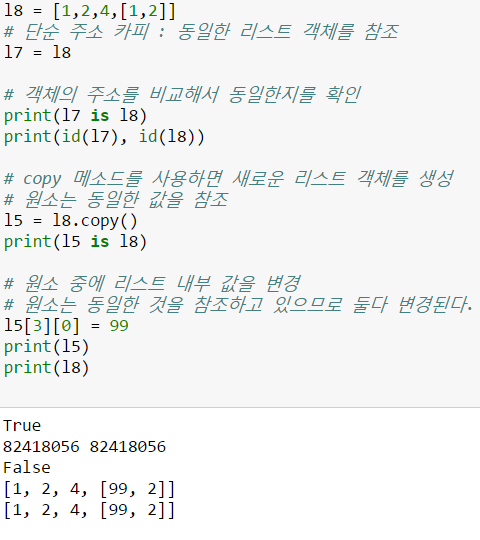 l8 = [1,2,4,[1,2]]
# 단순 주소 카피 : 동일한 리스트 객체를 참조
l7 = l8
# 객체의 주소를 비교해서 동일한지를 확인
print(l7 is l8)
print(id(l7), id(l8))
# copy 메소드를 사용하면 새로운 리스트 객체를 생성
# 원소는 동일한 값을 참조
l5 = l8.copy()
print(l5 is l8)
# 원소 중에 리스트 내부 값을 변경
# 원소는 동일한 것을 참조하고 있으므로 둘다 변경된다.
l5[3][0] = 99
print(l5)
print(l8)
True
82418056 82418056
False
[1, 2, 4, [99, 2]]
[1, 2, 4, [99, 2]]